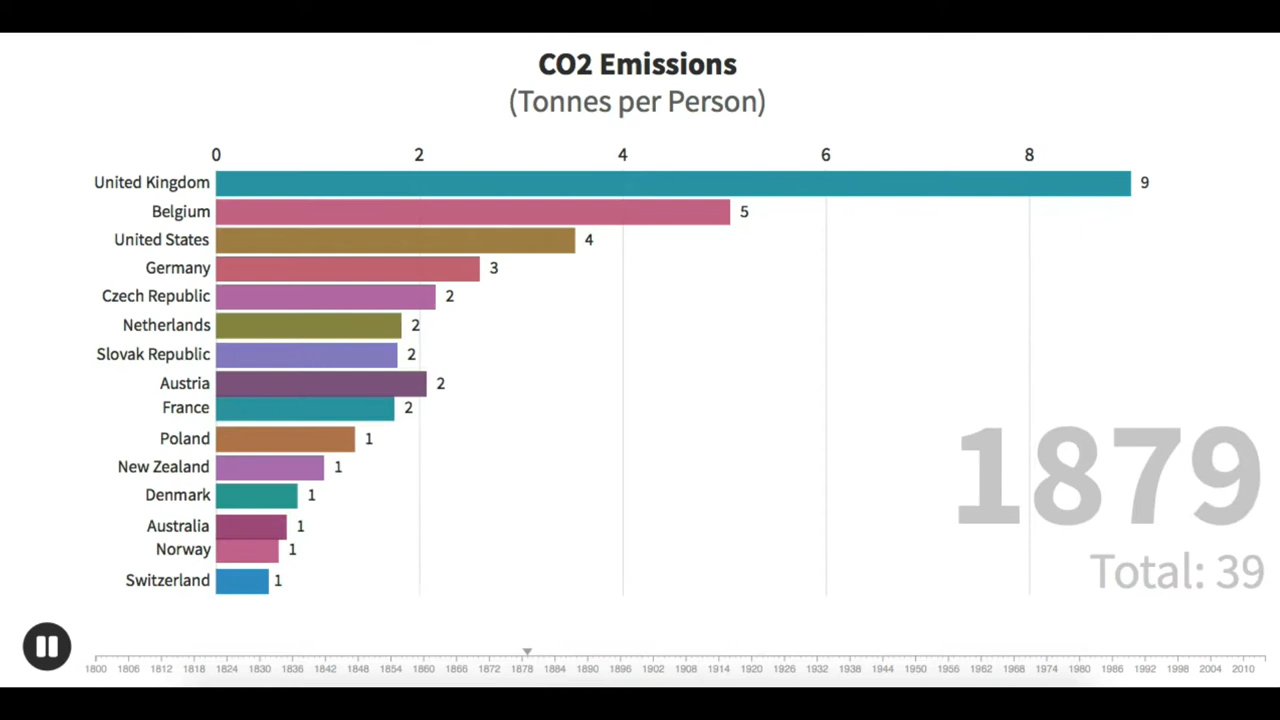 CO2 Emissions
(Tonnes per Person)
0 2 4 6 8
United Kingdom 9
Belgium 5
United States 4
Germany 3
Czech Republic 2
Netherlands 2
Slovak Republic 2
Austria 2
France 2
Poland 1
New Zealand 1
Denmark 1
Australia 1
Norway 1
Switzerland 1
1879
Total: 39
1800 1806 1812 1818 1824 1830 1836 1842 1848 1854 1860 1866 1872 1878 1884 1890 1896 1902 1908 1914 1920 1926 1932 1938 1944 1950 1956 1962 1968 1974 1980 1986 1992 1998 2004 2010